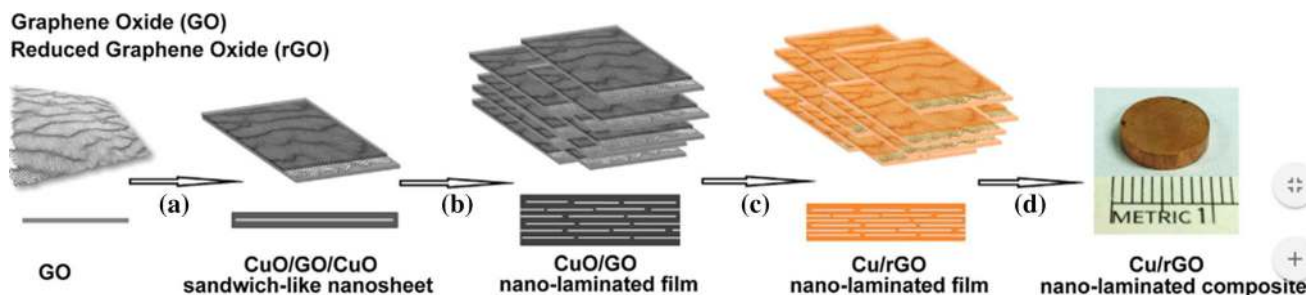 Graphene Oxide (GO)
Reduced Graphene Oxide (rGO)
(a)
(b)
(c)
(d)
METRIC 1
GO
CuO/GO/CuO
sandwich-like nanosheet
CuO/GO
nano-laminated film
Cu/rGO
nano-laminated film
Cu/rGO
nano-laminated composite